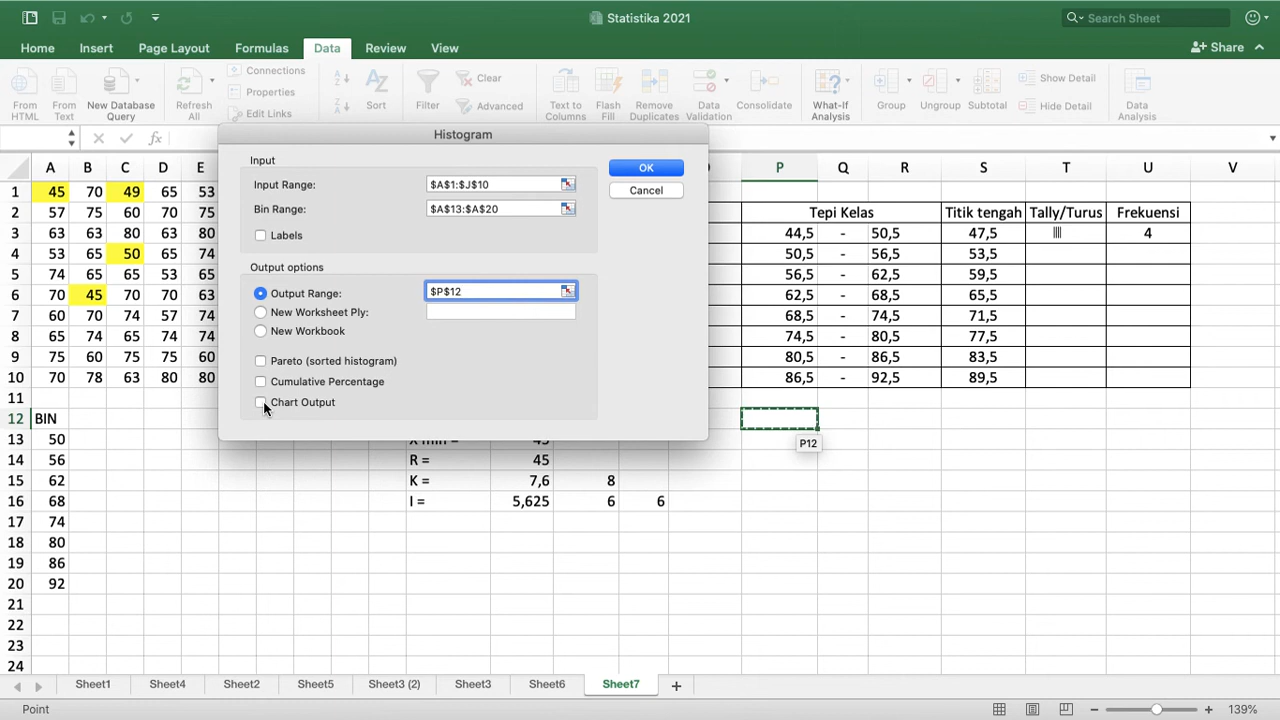 Statistika 2021
Search Sheet
Home Insert Page Layout Formulas Data Review View Share
From HTML
From Text
New Database Query
Refresh All
Connections
Properties
Edit Links
Sort
Filter
Clear
Advanced
Text to Columns
Flash Fill
Remove Duplicates
Data Validation
Consolidate
What-If Analysis
Group
Ungroup
Subtotal
Show Detail
Hide Detail
Data Analysis
fx
Histogram
Input
Input Range: $A$1:$J$10
Bin Range: $A$13:$A$20
Labels
Output options
Output Range: $P$12
New Worksheet Ply:
New Workbook
Pareto (sorted histogram)
Cumulative Percentage
Chart Output
OK
Cancel
A B C D E P Q R S T U V
1 45 70 49 65 53
2 57 75 60 70 75 Tepi Kelas Titik tengah Tally/Turus Frekuensi
3 63 63 80 63 80 44,5 - 50,5 47,5 |||| 4
4 53 65 50 65 74 50,5 - 56,5 53,5
5 74 65 65 53 65 56,5 - 62,5 59,5
6 70 45 70 70 63 62,5 - 68,5 65,5
7 60 70 74 57 74 68,5 - 74,5 71,5
8 65 74 65 74 74 74,5 - 80,5 77,5
9 75 60 75 75 60 80,5 - 86,5 83,5
10 70 78 63 80 80 86,5 - 92,5 89,5
11
12 BIN
P12
13 50 X min = 45
14 56 R = 45
15 62 K = 7,6 8
16 68 I = 5,625 6 6
17 74
18 80
19 86
20 92
21
22
23
24
Sheet1 Sheet4 Sheet2 Sheet5 Sheet3 (2) Sheet3 Sheet6 Sheet7 +
Point
139%